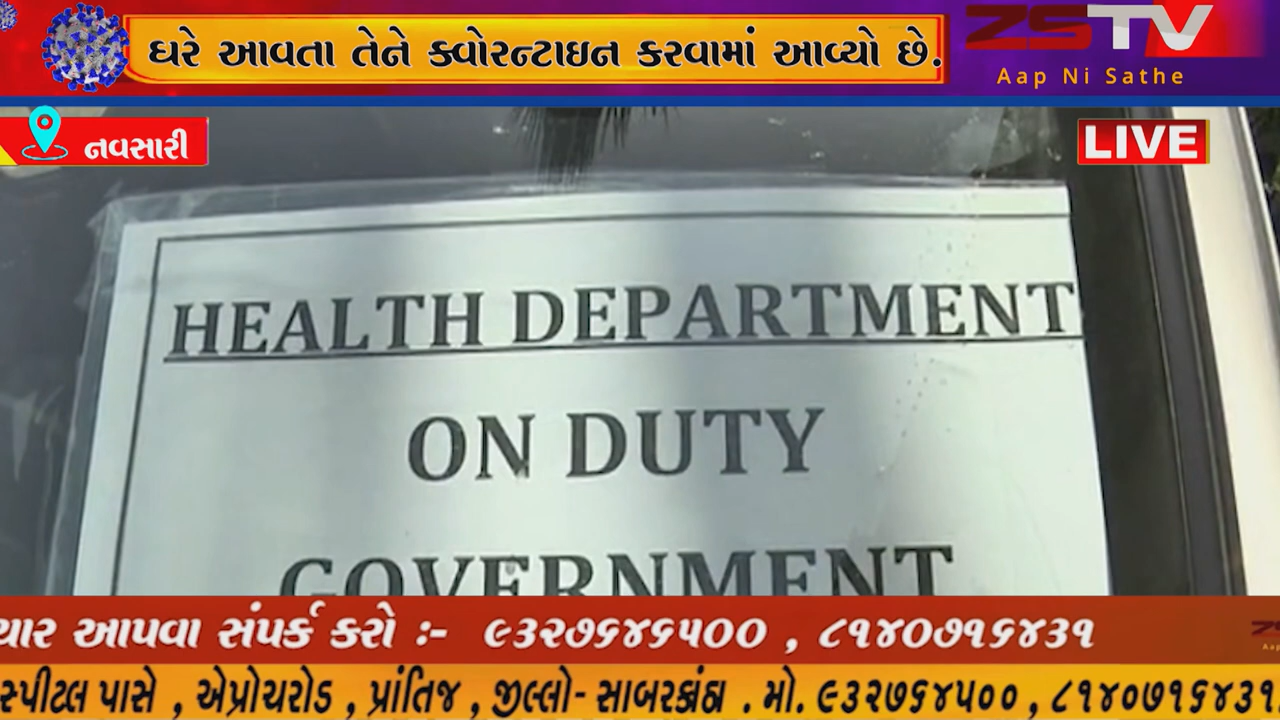 ઘરે આવતા તેને ક્વોરન્ટાઇન કરવામાં આવ્યો છે.
ZSTV
Aap Ni Sathe
નવસારી
LIVE
HEALTH DEPARTMENT
ON DUTY
GOVERNMENT
ચાર આપવા સંપર્ક કરો :- ૯૩૨૭૬૪૬૫૦૦ , ૮૧૪૦૭૧૬૪૩૧
સ્પીટલ પાસે , એપ્રોચરોડ , પ્રાંતિજ , જીલ્લો- સાબરકાંઠા . મો. ૯૩૨૭૬૪૫૦૦ , ૮૧૪૦૭૧૬૪૩૧